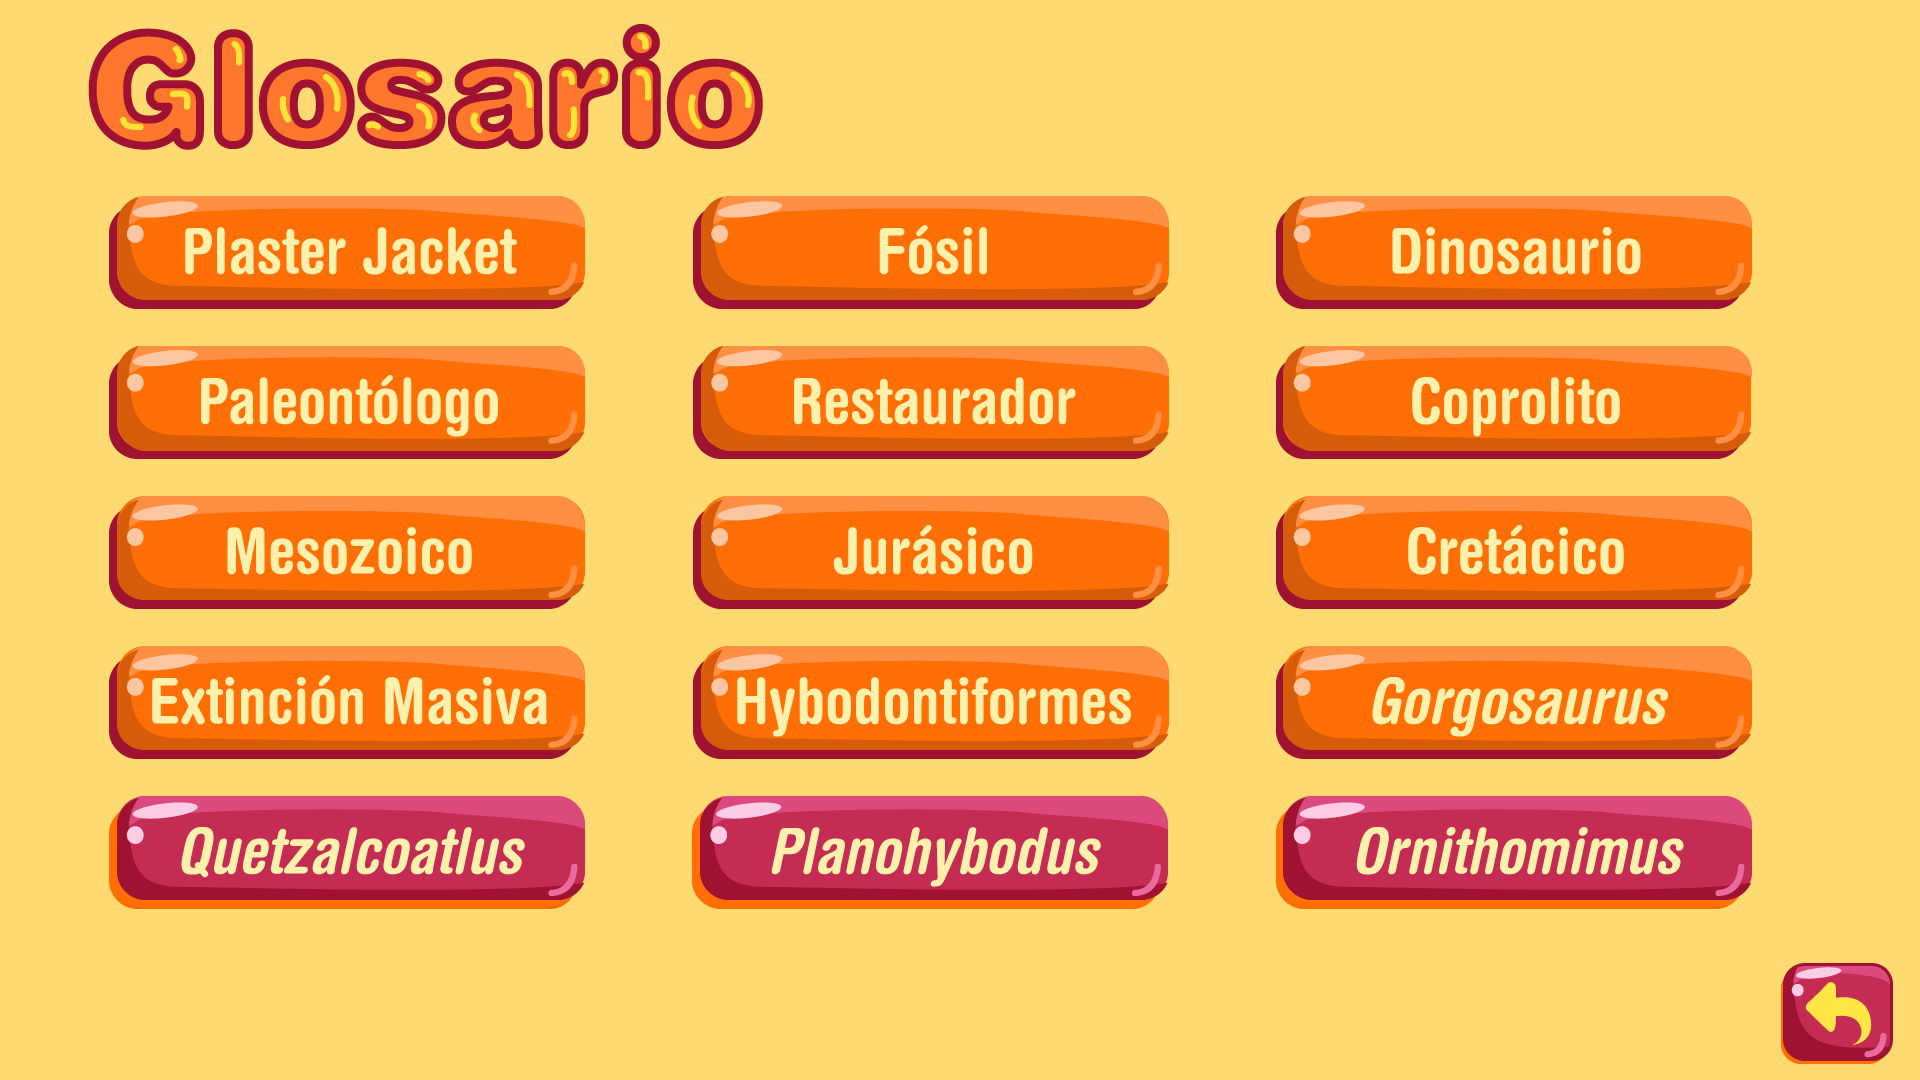 Glosario
Plaster Jacket
Fósil
Dinosaurio
Paleontólogo
Restaurador
Coprolito
Mesozoico
Jurásico
Cretácico
Extinción Masiva
Hybodontiformes
Gorgosaurus
Quetzalcoatlus
Planohybodus
Ornithomimus